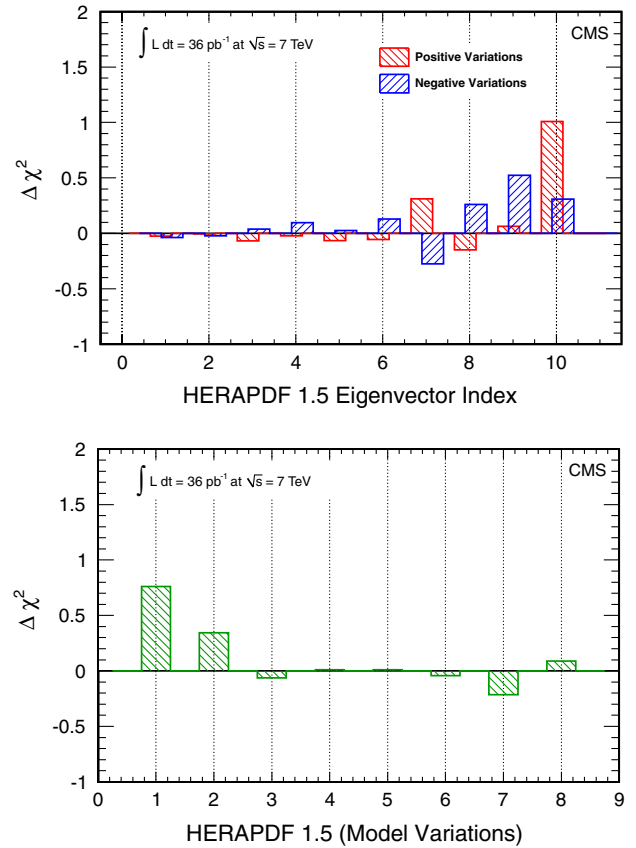 2
∫ L dt = 36 pb⁻¹ at √s = 7 TeV
CMS
Positive Variations
Negative Variations
1.5
1
0.5
0
-0.5
-1
Δ χ²
0 2 4 6 8 10
HERAPDF 1.5 Eigenvector Index
2
∫ L dt = 36 pb⁻¹ at √s = 7 TeV
CMS
1.5
1
0.5
0
-0.5
-1
Δ χ²
0 1 2 3 4 5 6 7 8 9
HERAPDF 1.5 (Model Variations)